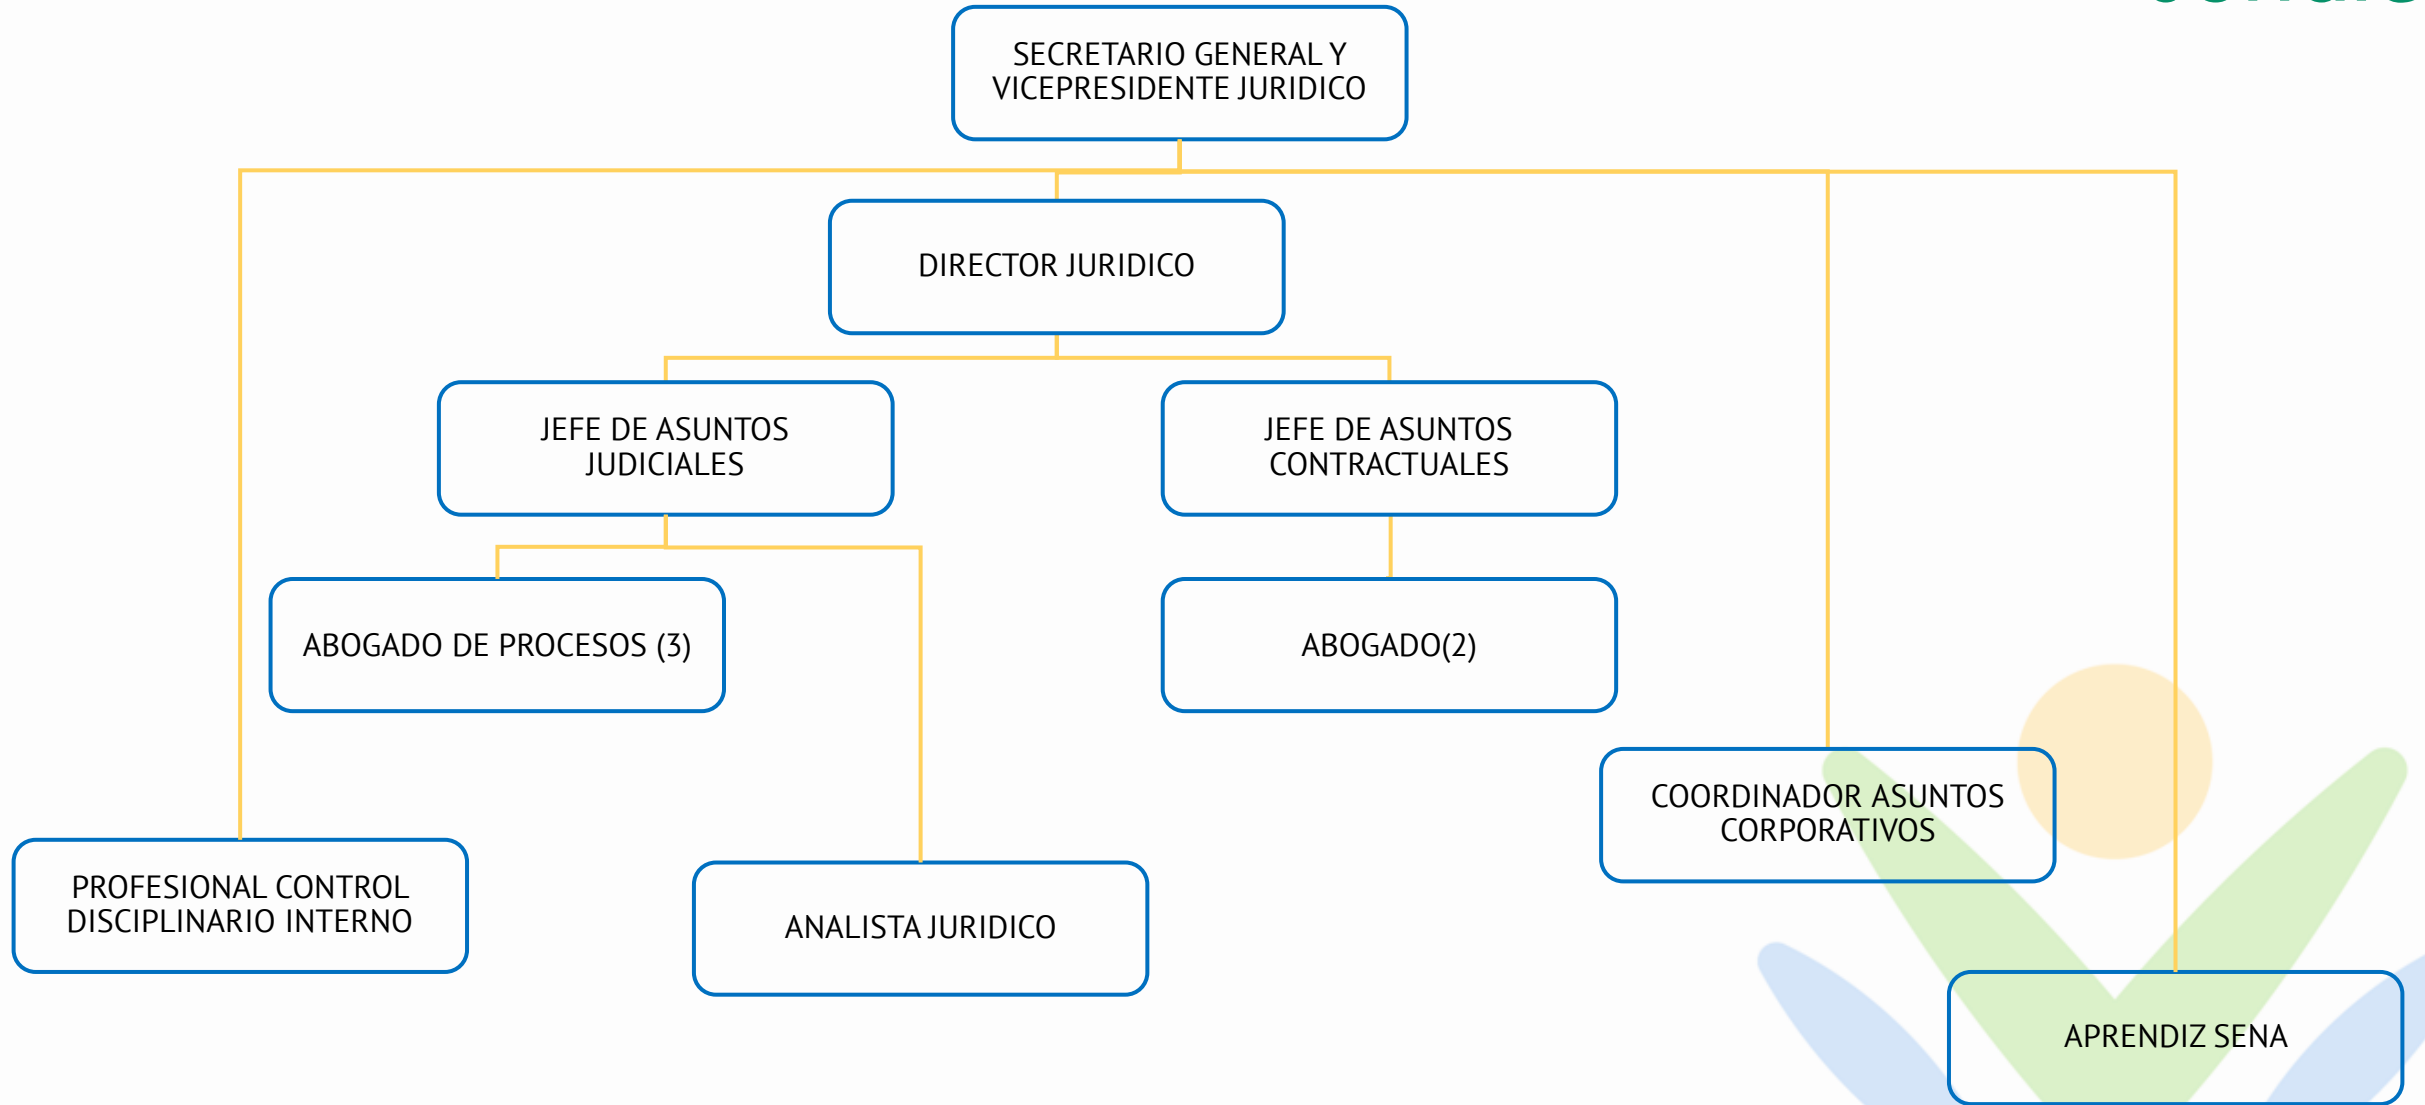 SECRETARIO GENERAL Y
VICEPRESIDENTE JURIDICO
DIRECTOR JURIDICO
JEFE DE ASUNTOS
JUDICIALES
JEFE DE ASUNTOS
CONTRACTUALES
ABOGADO DE PROCESOS (3)
ABOGADO(2)
COORDINADOR ASUNTOS
CORPORATIVOS
PROFESIONAL CONTROL
DISCIPLINARIO INTERNO
ANALISTA JURIDICO
APRENDIZ SENA